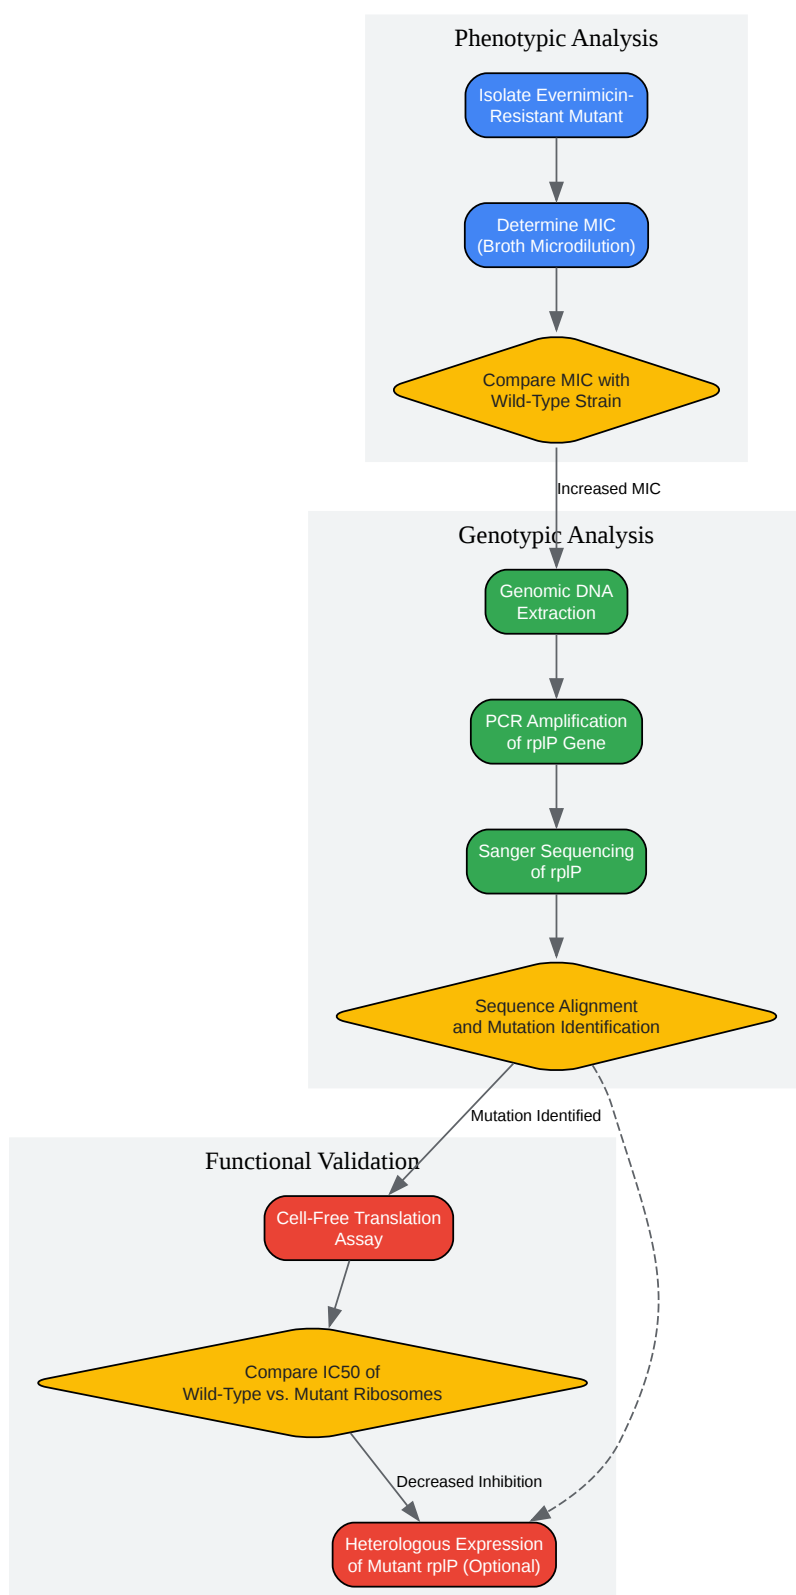 Phenotypic Analysis
Isolate Evernimicin-
Resistant Mutant
Determine MIC
(Broth Microdilution)
Compare MIC with
Wild-Type Strain
Increased MIC
Genotypic Analysis
Genomic DNA
Extraction
PCR Amplification
of rplP Gene
Sanger Sequencing
of rplP
Sequence Alignment
and Mutation Identification
Mutation Identified
Functional Validation
Cell-Free Translation
Assay
Compare IC50 of
Wild-Type vs. Mutant Ribosomes
Decreased Inhibition
Heterologous Expression
of Mutant rplP (Optional)